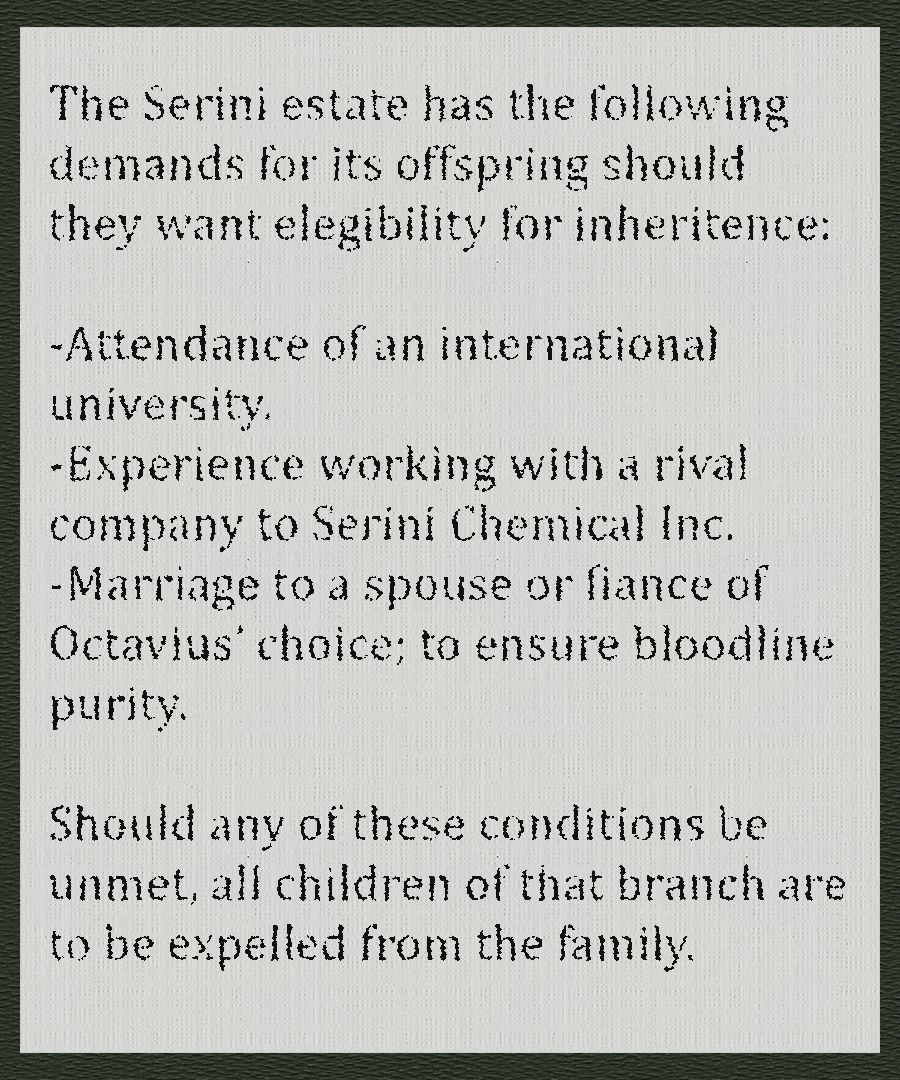 The Serini estate has the following
demands for its offspring should
they want elegibility for inheritence:
-Attendance of an international
university.
-Experience working with a rival
company to Serini Chemical Inc.
-Marriage to a spouse or fiance of
Octavius' choice; to ensure bloodline
purity.
Should any of these conditions be
unmet, all children of that branch are
to be expelled from the family.